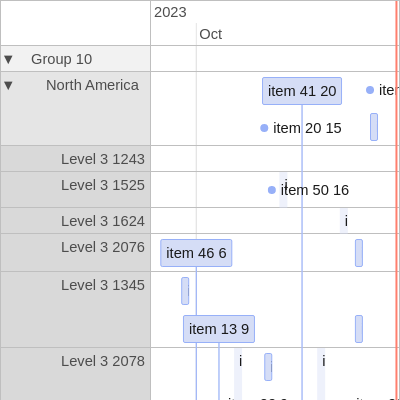 2023
Oct
▼ Group 10
▼ North America
item 41 20
item 20 15
Level 3 1243
Level 3 1525
i
item 50 16
Level 3 1624
i
Level 3 2076
item 46 6
Level 3 1345
item 13 9
Level 3 2078
i
i